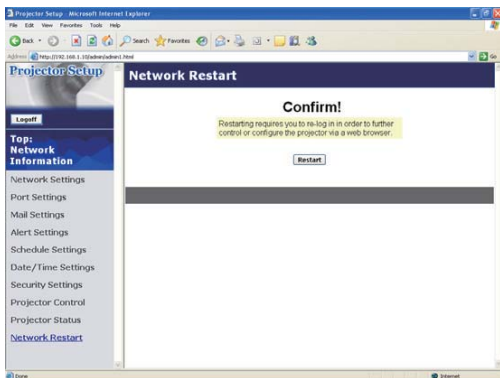 Projector Setup - Microsoft Internet Explorer
File Edit View Favorites Tools Help
Back Search Favorites
Address http://192.168.1.10/admin/admin1.html Go
Projector Setup
Network Restart
Logoff
Confirm!
Restarting requires you to re-log in in order to further
control or configure the projector via a web browser.
Restart
Top:
Network
Information
Network Settings
Port Settings
Mail Settings
Alert Settings
Schedule Settings
Date/Time Settings
Security Settings
Projector Control
Projector Status
Network Restart
Done Internet